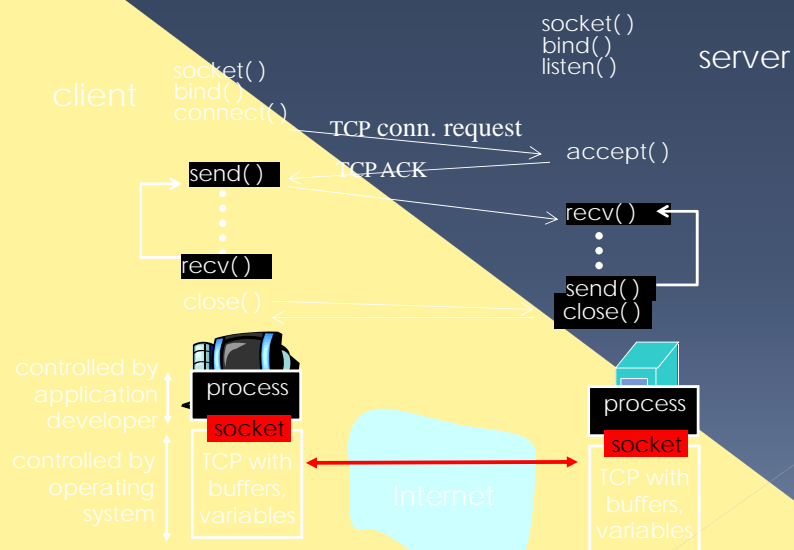 socket( )
bind( )
listen( )
server
client
socket( )
bind( )
connect( )
TCP conn. request
accept( )
TCP ACK
send( )
recv( )
recv( )
send( )
close( )
close( )
controlled by
application
developer
process
process
socket
socket
controlled by
operating
system
TCP with
buffers,
variables
Internet
TCP with
buffers,
variables